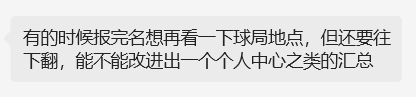 有的时候报完名想再看一下球局地点，但还要往
下翻，能不能改进出一个个人中心之类的汇总